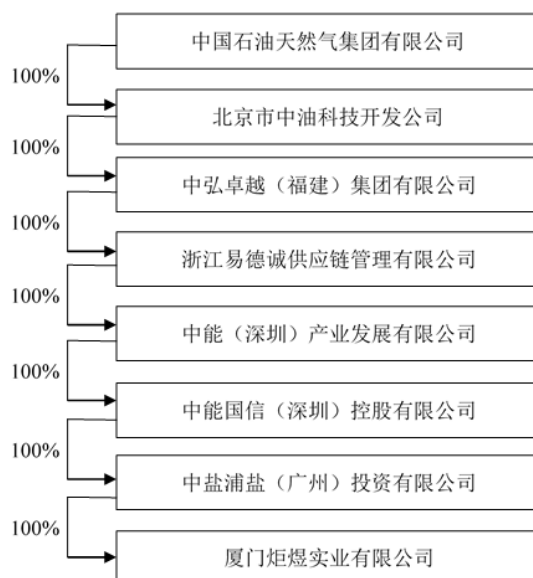 中国石油天然气集团有限公司
100%
北京市中油科技开发公司
100%
中弘卓越（福建）集团有限公司
100%
浙江易德诚供应链管理有限公司
100%
中能（深圳）产业发展有限公司
100%
中能国信（深圳）控股有限公司
100%
中盐浦盐（广州）投资有限公司
100%
厦门炬煜实业有限公司